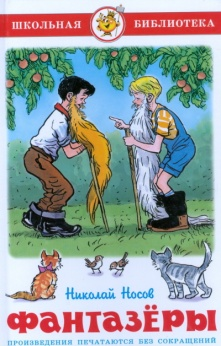 ШКОЛЬНАЯ БИБЛИОТЕКА
Николай Носов
ФАНТАЗЁРЫ
ПРОИЗВЕДЕНИЯ ПЕЧАТАЮТСЯ БЕЗ СОКРАЩЕНИЙ